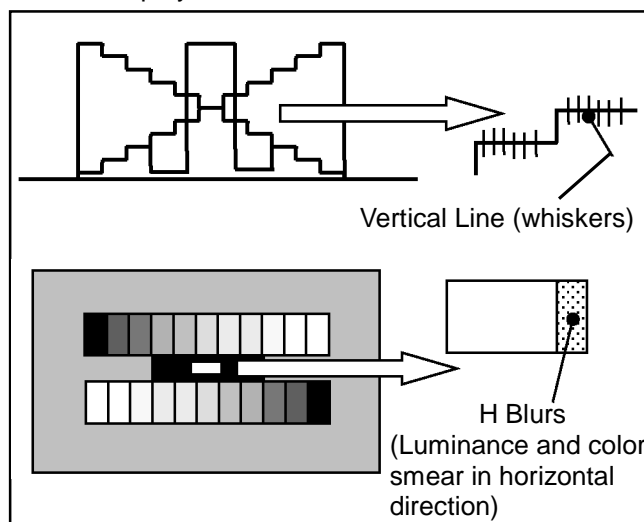 Vertical Line (whiskers)
H Blurs
(Luminance and color
smear in horizontal
direction)